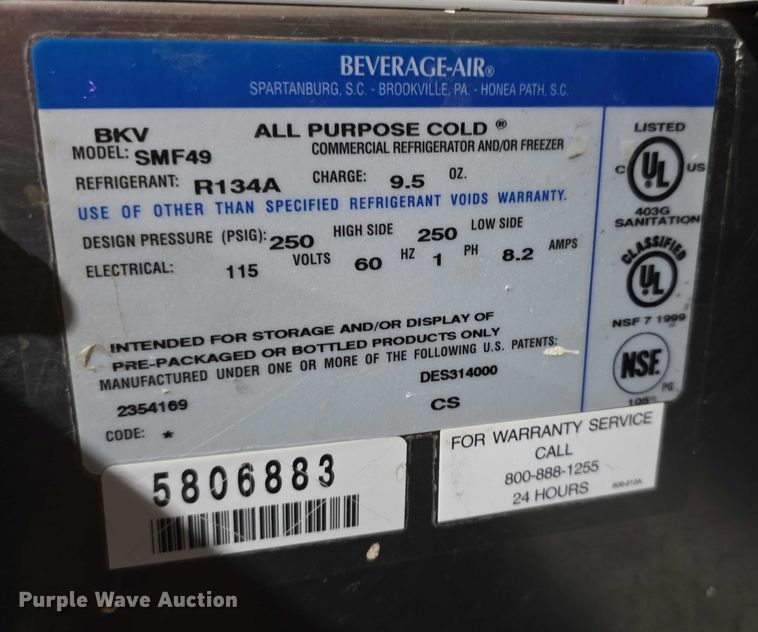 BEVERAGE-AIR®
SPARTANBURG, S.C. - BROOKVILLE, PA. - HONEA PATH, S.C.
BKV ALL PURPOSE COLD ®
MODEL: SMF49 COMMERCIAL REFRIGERATOR AND/OR FREEZER
REFRIGERANT: R134A CHARGE: 9.5 OZ.
USE OF OTHER THAN SPECIFIED REFRIGERANT VOIDS WARRANTY.
DESIGN PRESSURE (PSIG): 250 HIGH SIDE 250 LOW SIDE
ELECTRICAL: 115 VOLTS 60 HZ 1 PH 8.2 AMPS
INTENDED FOR STORAGE AND/OR DISPLAY OF
PRE-PACKAGED OR BOTTLED PRODUCTS ONLY
MANUFACTURED UNDER ONE OR MORE OF THE FOLLOWING U.S. PATENTS:
DES314000
2354169 CS
CODE: *
LISTED
C UL US
403G
SANITATION
CLASSIFIED
UL
NSF 7 1999
NSF.
PG.
105%
5806883
FOR WARRANTY SERVICE
CALL
800-888-1255
24 HOURS
Purple Wave Auction